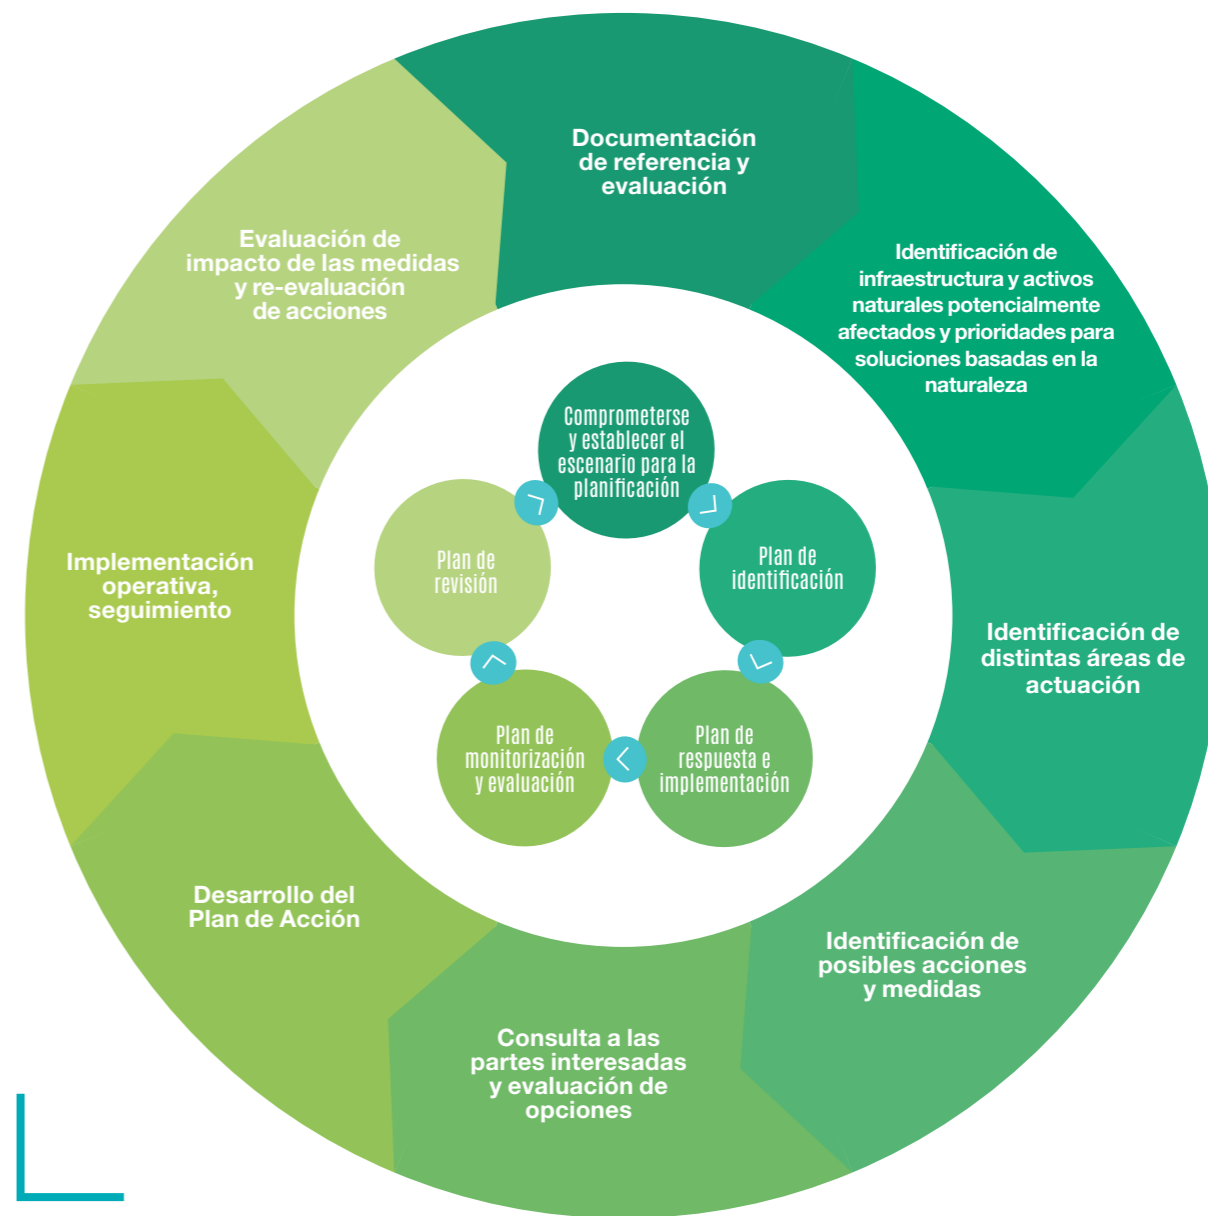 Documentación
de referencia y
evaluación
Identificación de
infraestructura y activos
naturales potencialmente
afectados y prioridades para
soluciones basadas en la
naturaleza
Identificación de
distintas áreas de
actuación
Identificación de
posibles acciones
y medidas
Consulta a las
partes interesadas
y evaluación de
opciones
Desarrollo del
Plan de Acción
Implementación
operativa,
seguimiento
Evaluación de
impacto de las medidas
y re-evaluación
de acciones
Comprometerse
y establecer el
escenario para la
planificación
Plan de
identificación
Plan de
respuesta e
implementación
Plan de
monitorización
y evaluación
Plan de
revisión